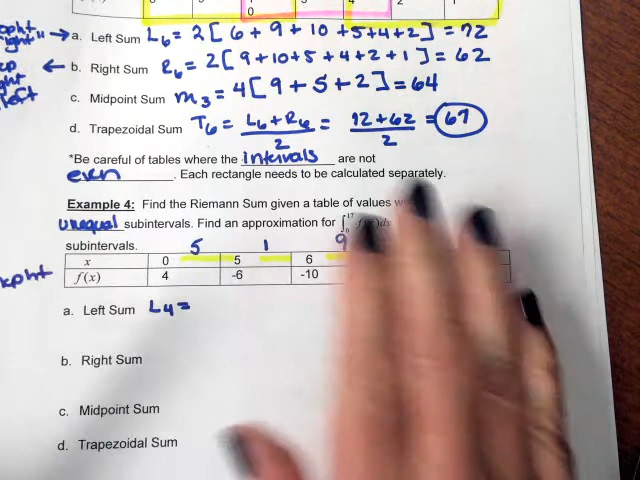 0
a. Left Sum L6 = 2[6 + 9 + 10 + 5 + 4 + 2] = 72
b. Right Sum R6 = 2[9 + 10 + 5 + 4 + 2 + 1] = 62
c. Midpoint Sum m3 = 4[9 + 5 + 2] = 64
left
d. Trapezoidal Sum T6 = L6 + R6 / 2 = 72 + 62 / 2 = 67
*Be careful of tables where the intervals are not
even. Each rectangle needs to be calculated separately.
Example 4: Find the Riemann Sum given a table of values
unequal subintervals. Find an approximation for
subintervals. 5 1 9
x 0 5 6
f(x) 4 -6 -10
a. Left Sum L4 =
b. Right Sum
c. Midpoint Sum
d. Trapezoidal Sum